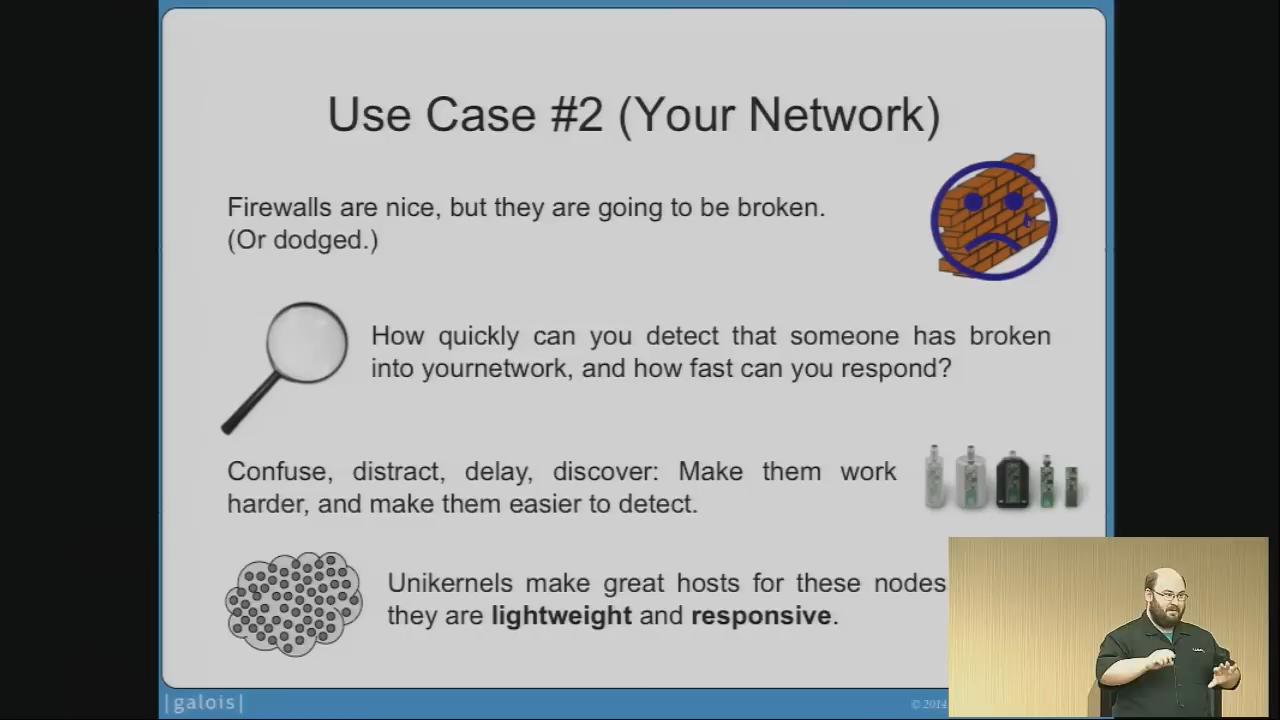 Use Case #2 (Your Network)
Firewalls are nice, but they are going to be broken.
(Or dodged.)
How quickly can you detect that someone has broken
into yournetwork, and how fast can you respond?
Confuse, distract, delay, discover: Make them work
harder, and make them easier to detect.
Unikernels make great hosts for these nodes
they are lightweight and responsive.
|galois|
© 2014